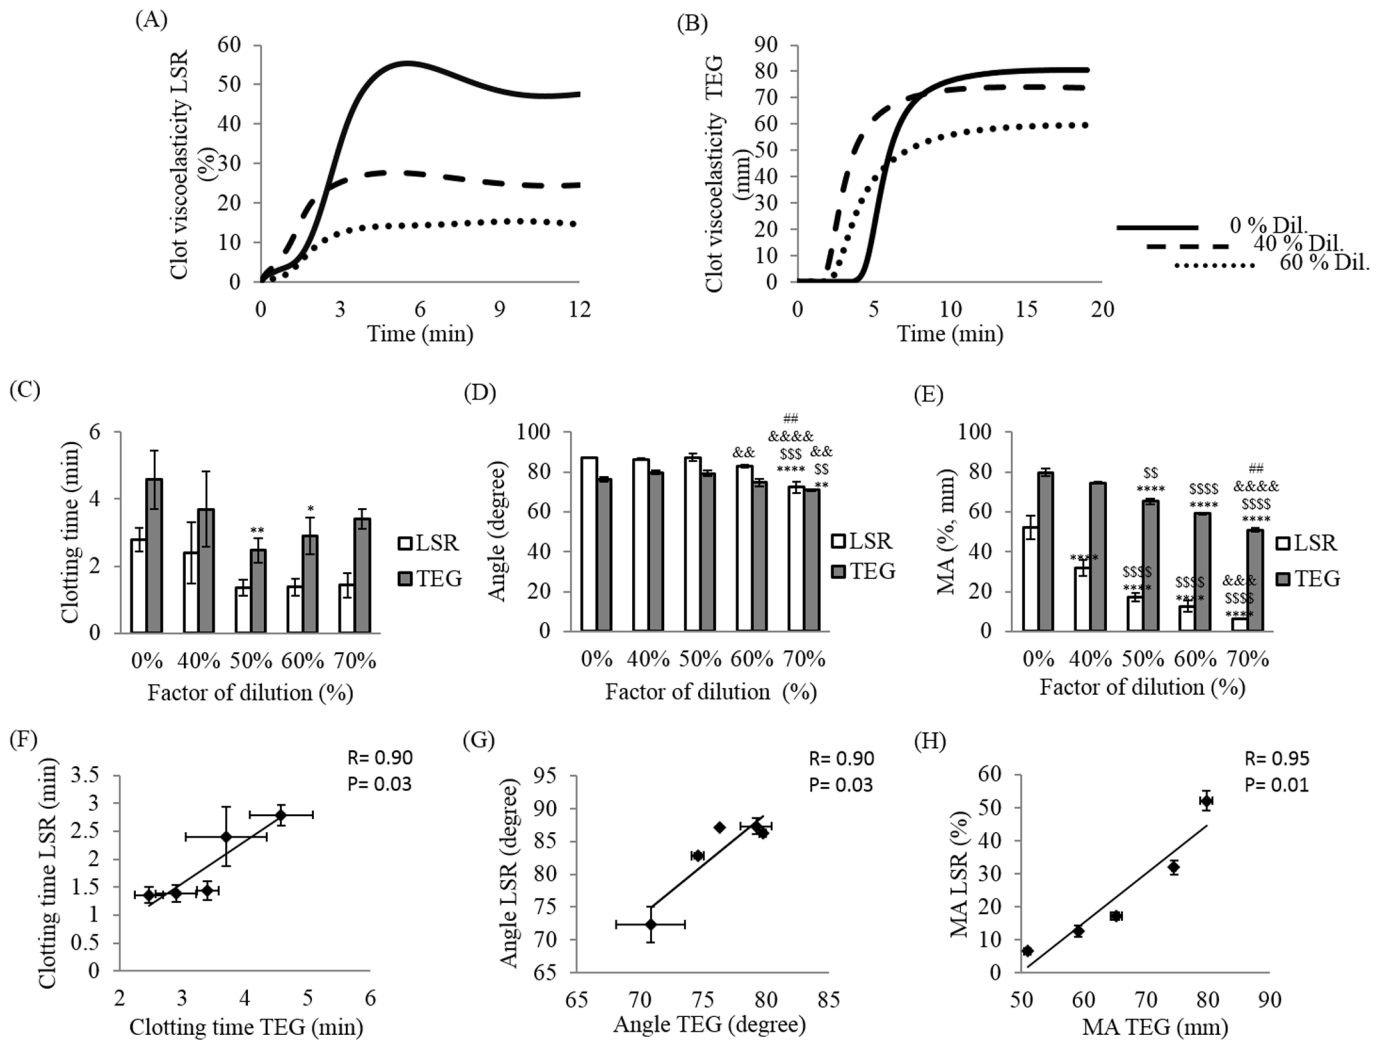 (A)
Clot viscoelasticity LSR
(%)
60
50
40
30
20
10
0
0 3 6 9 12
Time (min)
(B)
Clot viscoelasticity TEG
(mm)
90
80
70
60
50
40
30
20
10
0
0 5 10 15 20
Time (min)
0 % Dil.
40 % Dil.
60 % Dil.
(C)
Clotting time (min)
6
4
2
0
** *
LSR
TEG
0% 40% 50% 60% 70%
Factor of dilution (%)
(D)
Angle (degree)
100
80
60
40
20
0
&&
##
&&&&
$$$
****
&&
$$
**
LSR
TEG
0% 40% 50% 60% 70%
Factor of dilution (%)
(E)
MA (%, mm)
100
80
60
40
20
0
****
$$
****
$$$$
****
$$$$
****
$$$$
****
##
&&&&
$$$$
****
&&&
$$$$
****
LSR
TEG
0% 40% 50% 60% 70%
Factor of dilution (%)
(F)
R= 0.90
P= 0.03
Clotting time LSR (min)
3.5
3
2.5
2
1.5
1
0.5
0
2 3 4 5 6
Clotting time TEG (min)
(G)
R= 0.90
P= 0.03
Angle LSR (degree)
95
90
85
80
75
70
65
65 70 75 80 85
Angle TEG (degree)
(H)
R= 0.95
P= 0.01
MA LSR (%)
60
50
40
30
20
10
0
50 60 70 80 90
MA TEG (mm)